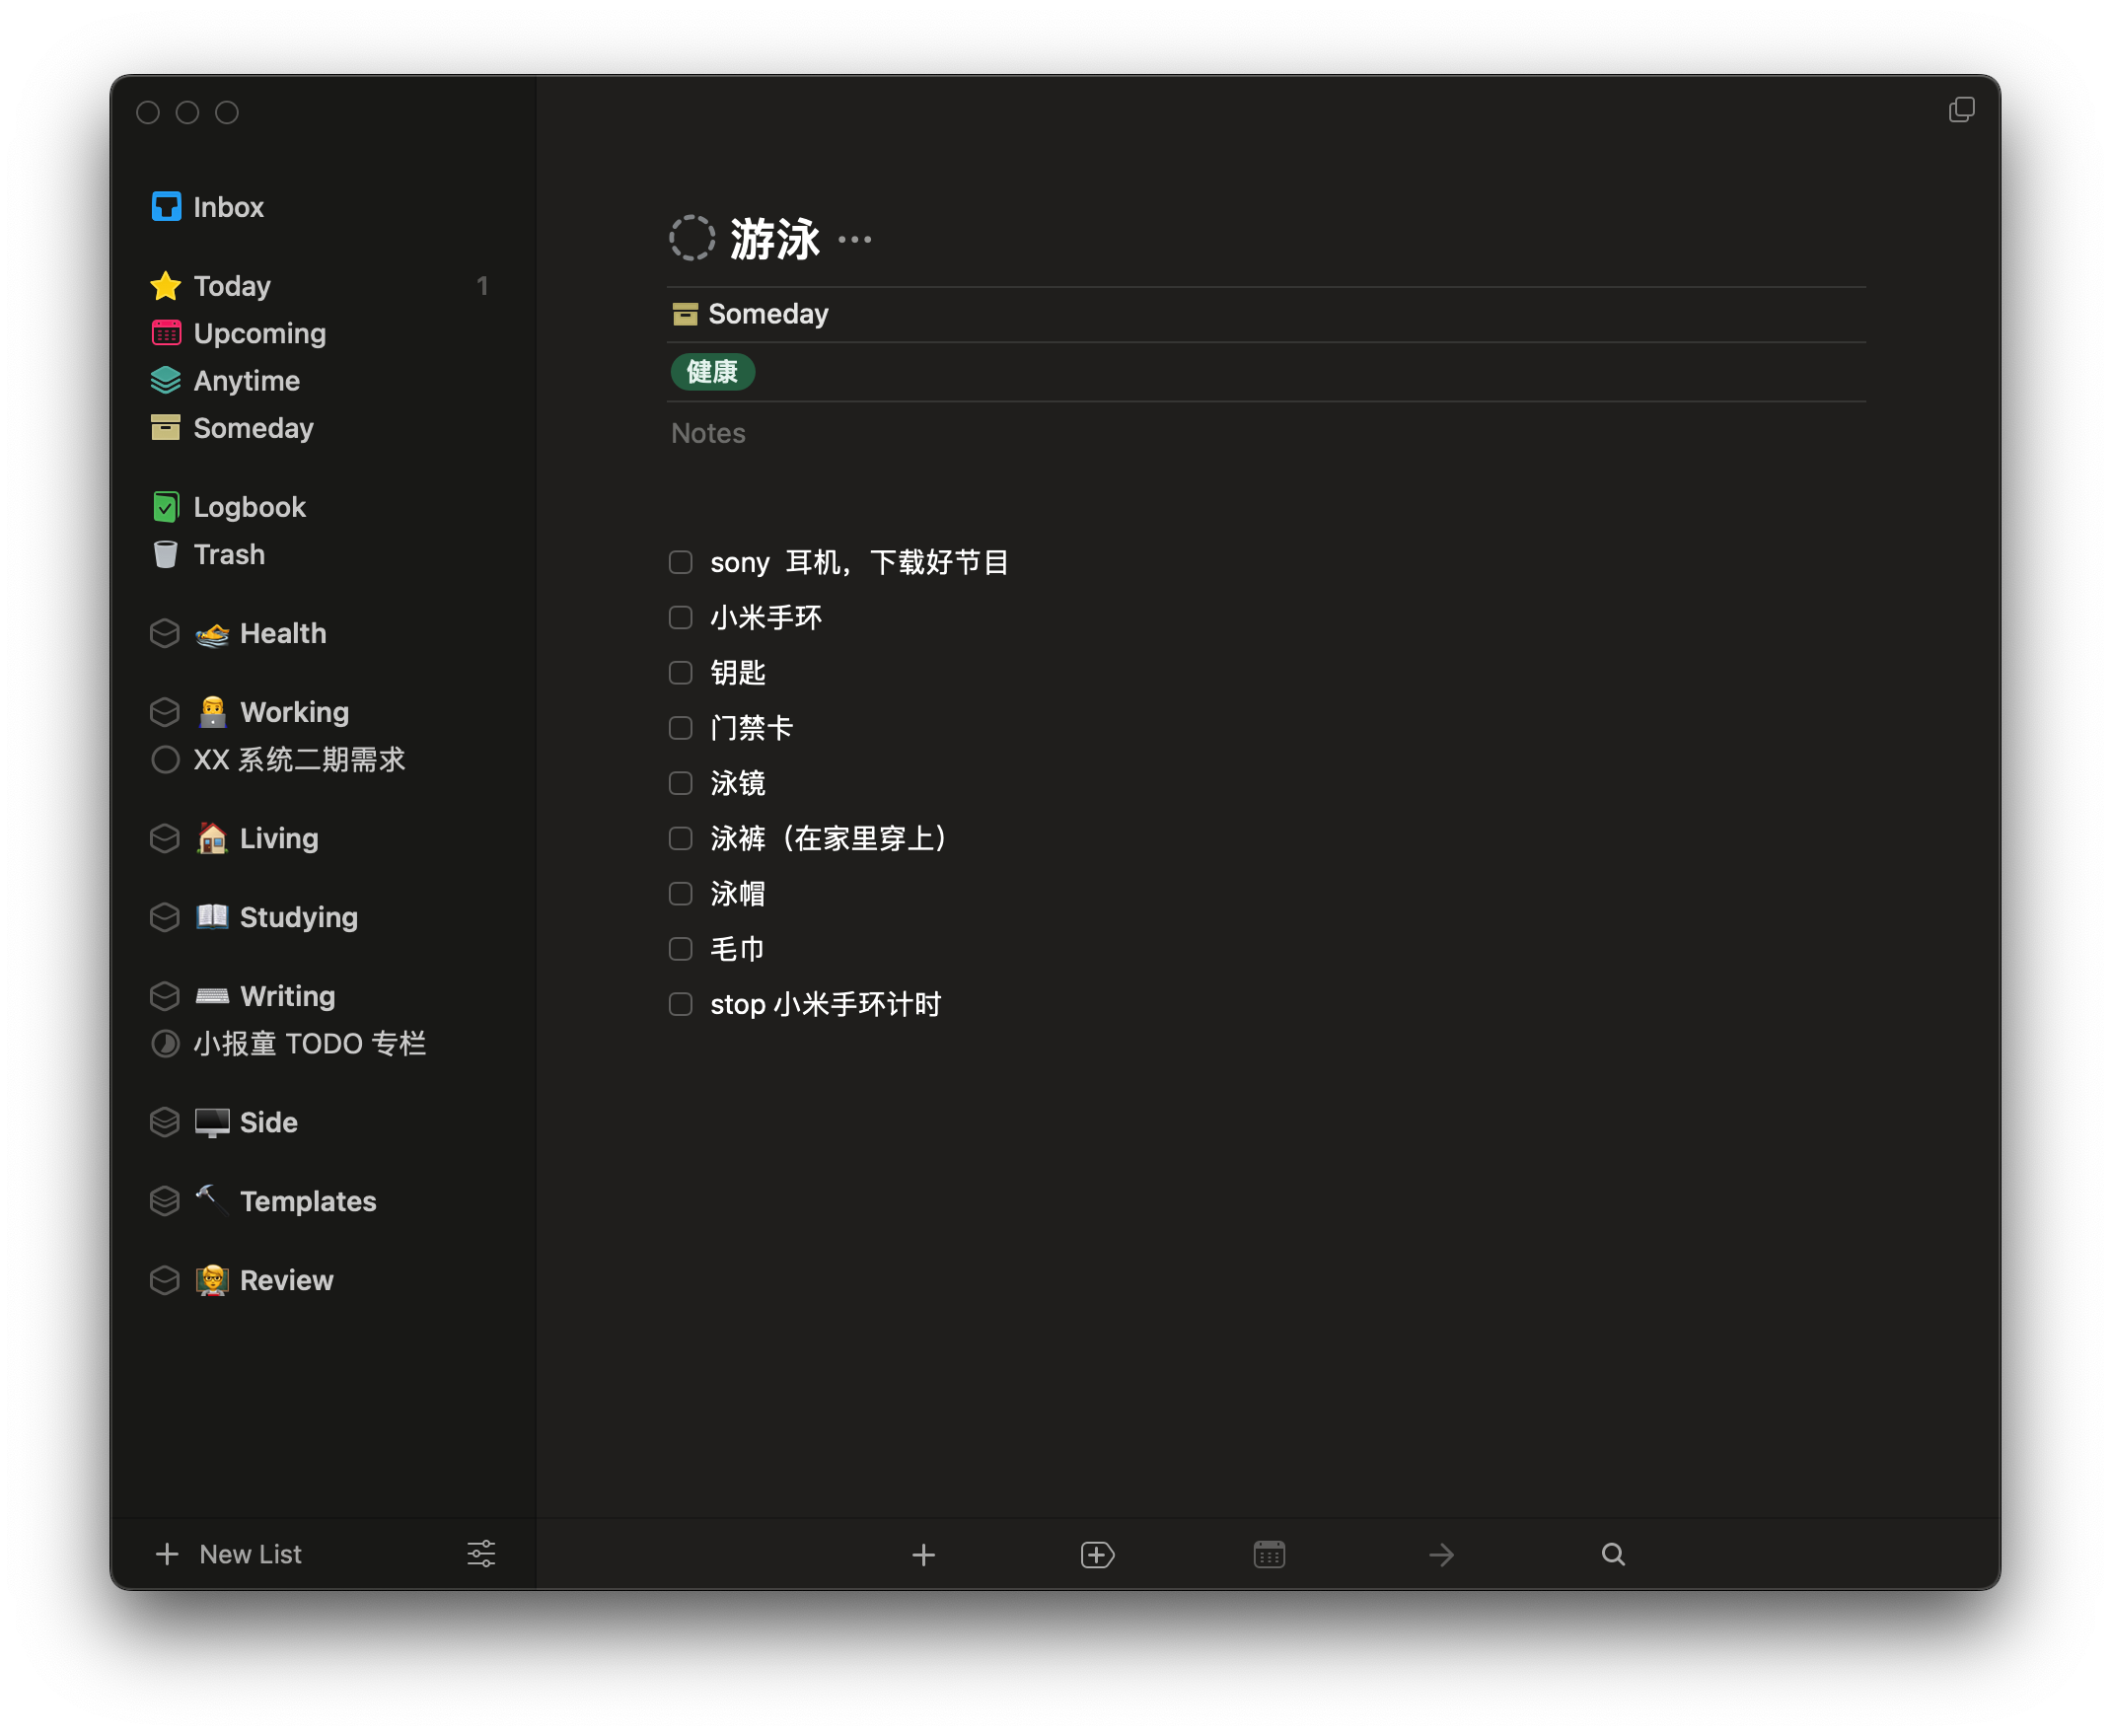 Inbox
Today 1
Upcoming
Anytime
Someday
Logbook
Trash
Health
Working
XX 系统二期需求
Living
Studying
Writing
小报童 TODO 专栏
Side
Templates
Review
New List
游泳
Someday
健康
Notes
sony 耳机，下载好节目
小米手环
钥匙
门禁卡
泳镜
泳裤（在家里穿上）
泳帽
毛巾
stop 小米手环计时